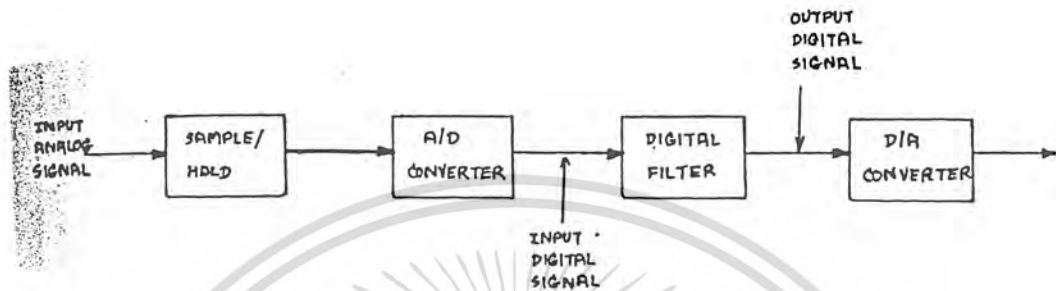 OUTPUT
DIGITAL
SIGNAL
INPUT
ANALOG
SIGNAL
SAMPLE/
HOLD
A/D
CONVERTER
DIGITAL
FILTER
D/A
CONVERTER
INPUT
DIGITAL
SIGNAL